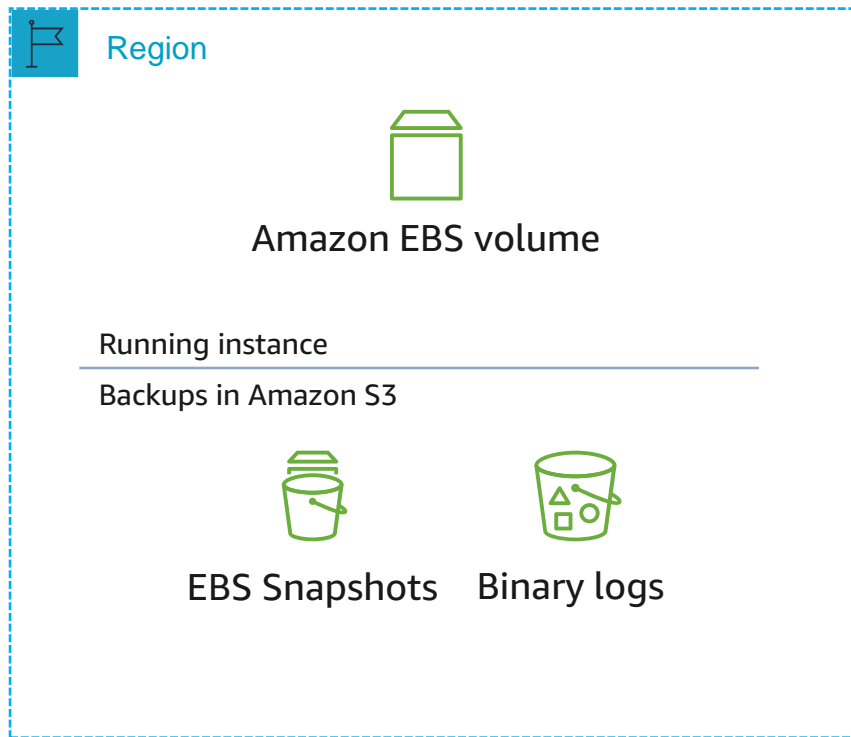 Region
Amazon EBS volume
Running instance
Backups in Amazon S3
EBS Snapshots
Binary logs